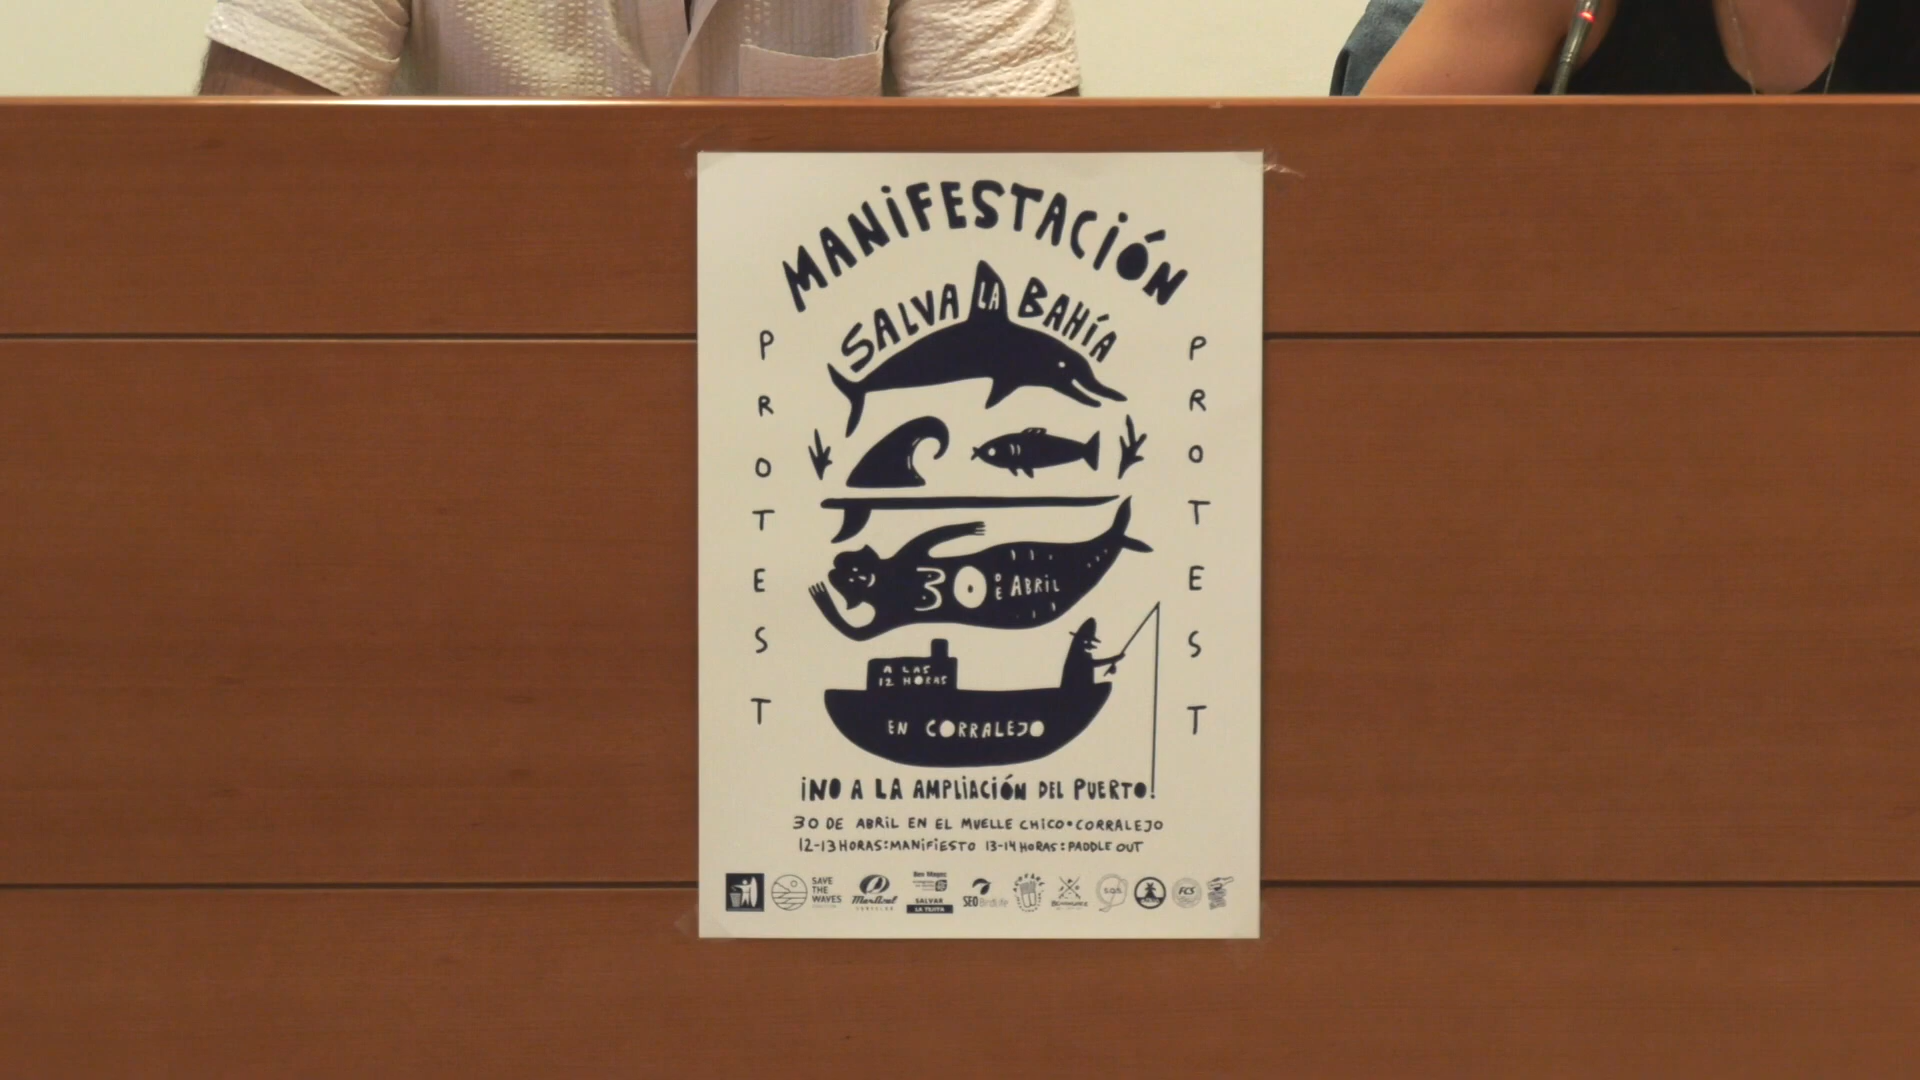 MANIFESTACIÓN
SALVA LA BAHÍA
PROTEST
PROTEST
30 DE ABRIL
A LAS
12 HORAS
EN CORRALEJO
¡NO A LA AMPLIACIÓN DEL PUERTO!
30 DE ABRIL EN EL MUELLE CHICO • CORRALEJO
12-13 HORAS: MANIFIESTO 13-14 HORAS: PADDLE OUT
SAVE
THE
WAVES
Ben Magec
SALVAR
LA TEJITA
SEO BirdLife
FCS